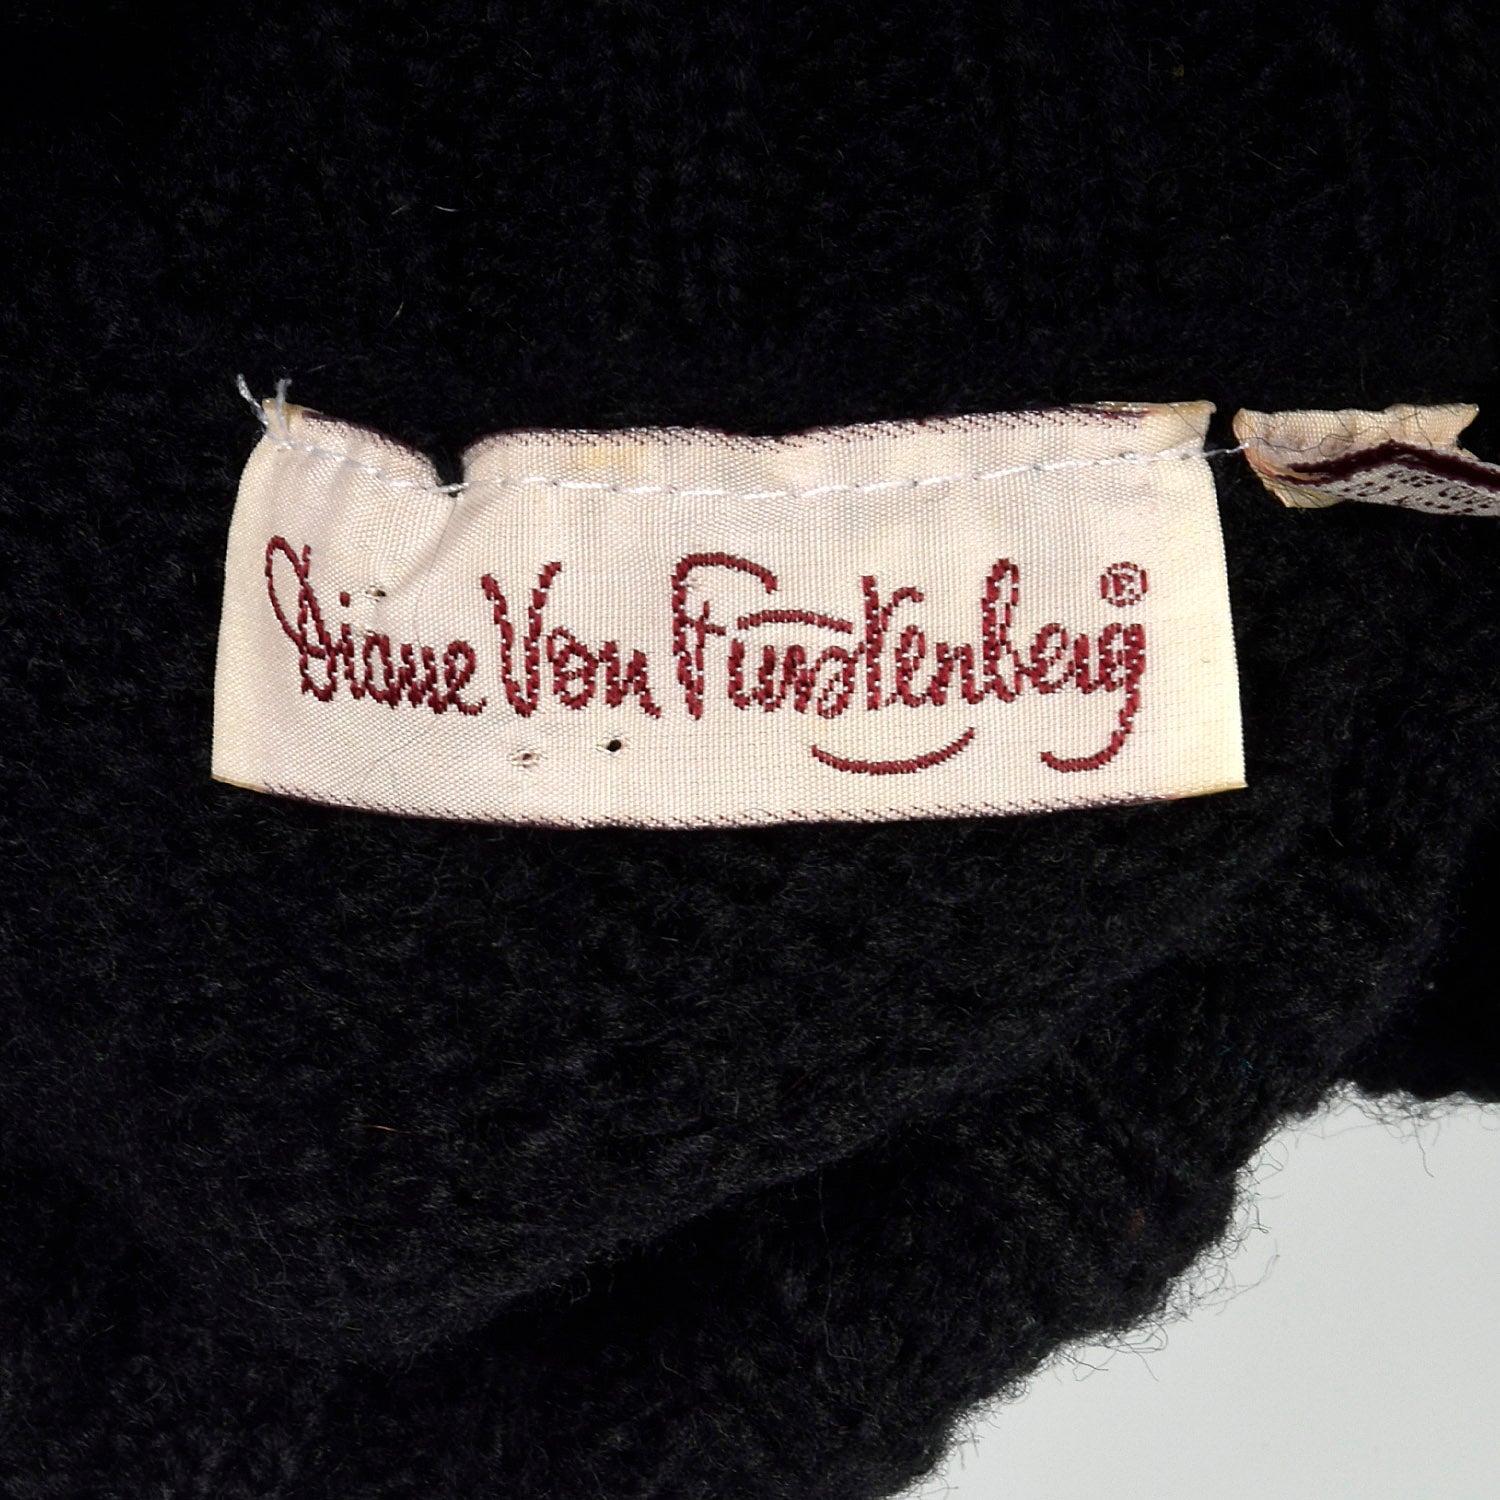 Diane Von Furstenberg ®